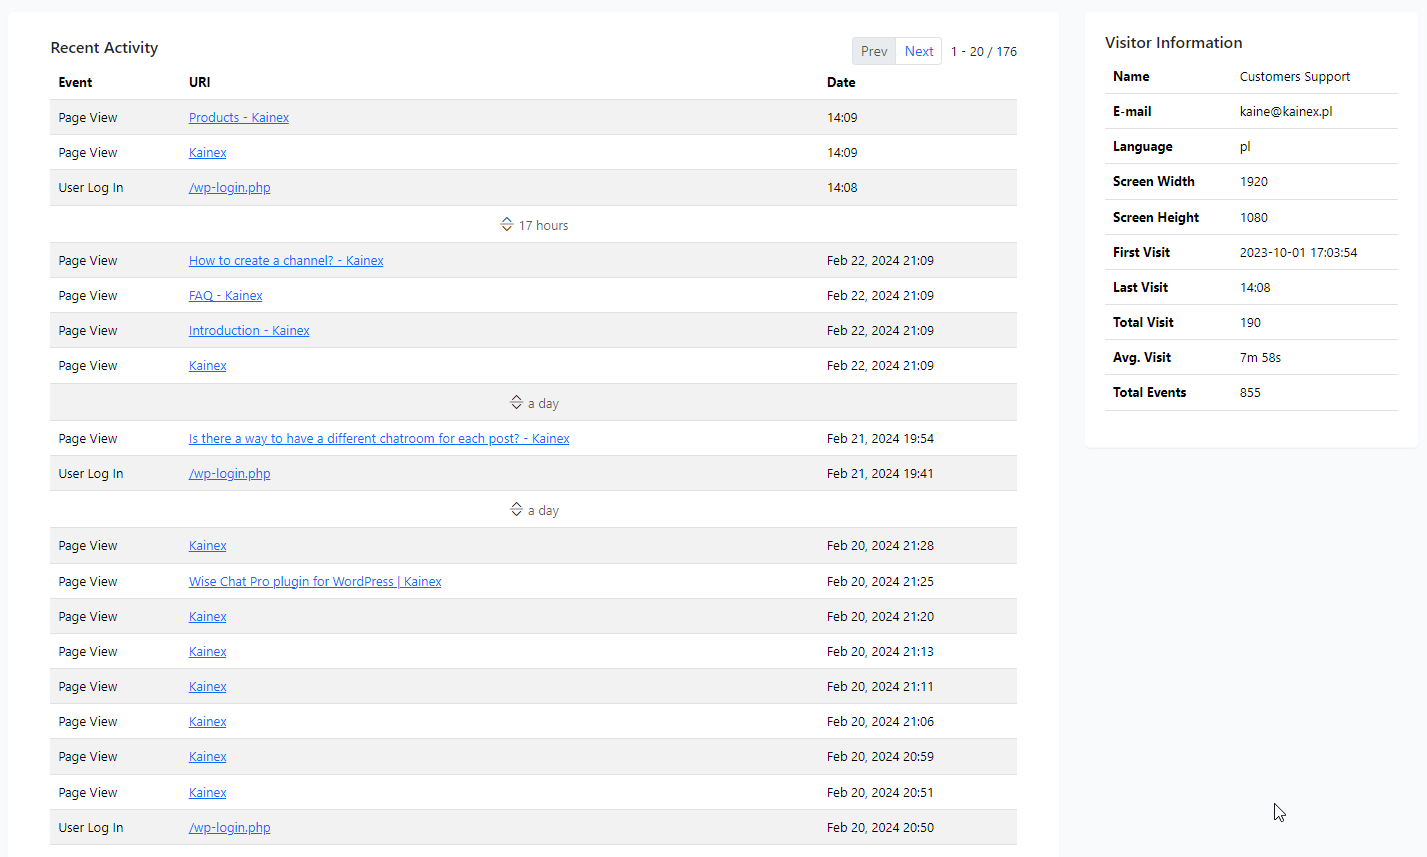 Recent Activity
Prev Next 1 - 20 / 176
Event URI Date
Page View Products - Kainex 14:09
Page View Kainex 14:09
User Log In /wp-login.php 14:08
17 hours
Page View How to create a channel? - Kainex Feb 22, 2024 21:09
Page View FAQ - Kainex Feb 22, 2024 21:09
Page View Introduction - Kainex Feb 22, 2024 21:09
Page View Kainex Feb 22, 2024 21:09
a day
Page View Is there a way to have a different chatroom for each post? - Kainex Feb 21, 2024 19:54
User Log In /wp-login.php Feb 21, 2024 19:41
a day
Page View Kainex Feb 20, 2024 21:28
Page View Wise Chat Pro plugin for WordPress | Kainex Feb 20, 2024 21:25
Page View Kainex Feb 20, 2024 21:20
Page View Kainex Feb 20, 2024 21:13
Page View Kainex Feb 20, 2024 21:11
Page View Kainex Feb 20, 2024 21:06
Page View Kainex Feb 20, 2024 20:59
Page View Kainex Feb 20, 2024 20:51
User Log In /wp-login.php Feb 20, 2024 20:50
Visitor Information
Name Customers Support
E-mail kaine@kainex.pl
Language pl
Screen Width 1920
Screen Height 1080
First Visit 2023-10-01 17:03:54
Last Visit 14:08
Total Visit 190
Avg. Visit 7m 58s
Total Events 855